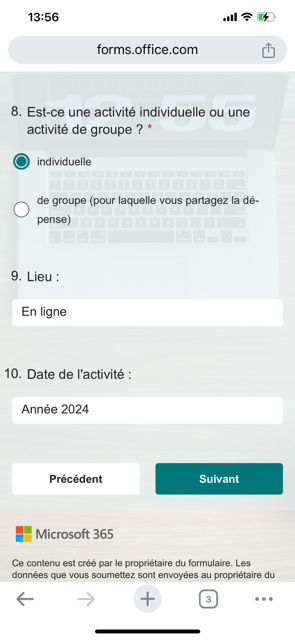 13:56
forms.office.com
8. Est-ce une activité individuelle ou une
activité de groupe ? *
individuelle
de groupe (pour laquelle vous partagez la dé-
pense)
9. Lieu :
En ligne
10. Date de l'activité :
Année 2024
Précédent
Suivant
Microsoft 365
Ce contenu est créé par le propriétaire du formulaire. Les
données que vous soumettez sont envoyées au propriétaire du
3